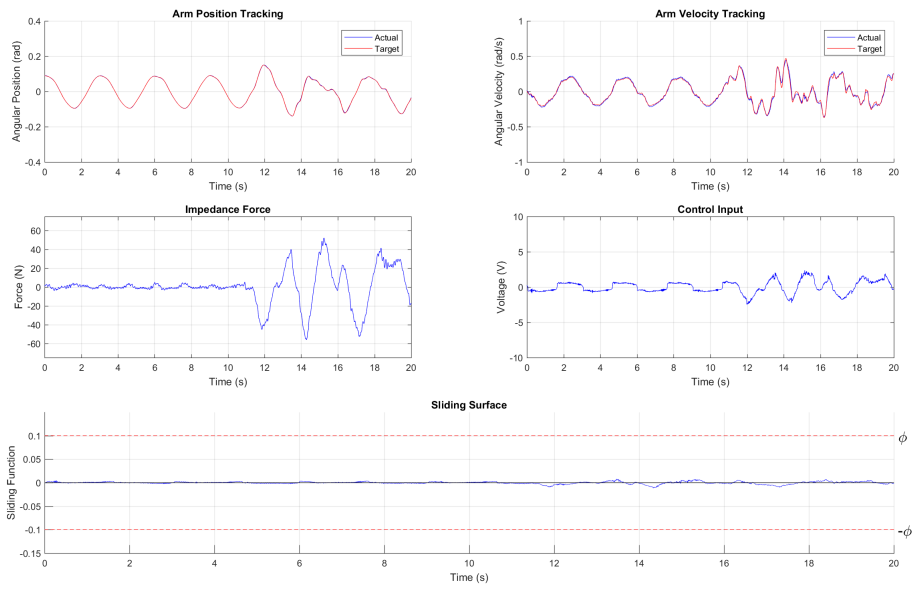 Arm Position Tracking
Angular Position (rad)
0.4
0.2
0
-0.2
-0.4
Actual
Target
0 2 4 6 8 10 12 14 16 18 20
Time (s)
Arm Velocity Tracking
Angular Velocity (rad/s)
1
0.5
0
-0.5
-1
Actual
Target
0 2 4 6 8 10 12 14 16 18 20
Time (s)
Impedance Force
Force (N)
60
40
20
0
-20
-40
-60
0 2 4 6 8 10 12 14 16 18 20
Time (s)
Control Input
Voltage (V)
10
5
0
-5
-10
0 2 4 6 8 10 12 14 16 18 20
Time (s)
Sliding Surface
Sliding Function
0.1
0.05
0
-0.05
-0.1
-0.15
ϕ
-ϕ
0 2 4 6 8 10 12 14 16 18 20
Time (s)